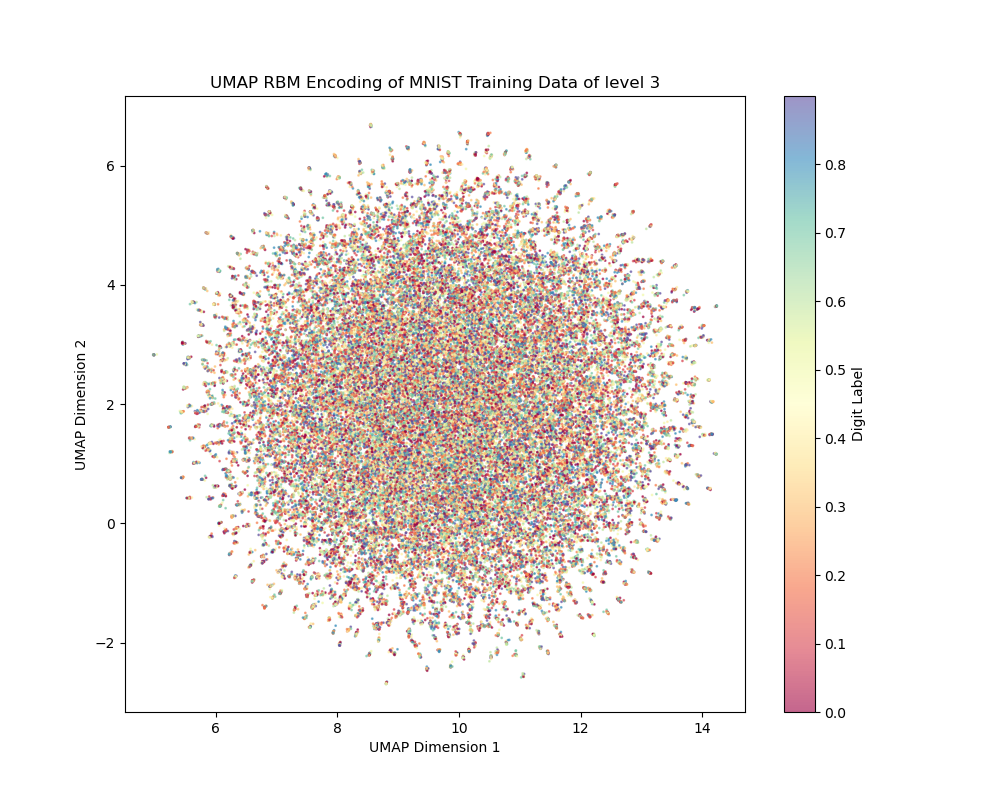 UMAP RBM Encoding of MNIST Training Data of level 3
6
4
2
0
−2
UMAP Dimension 2
6 8 10 12 14
UMAP Dimension 1
0.8
0.7
0.6
0.5
0.4
0.3
0.2
0.1
0.0
Digit Label